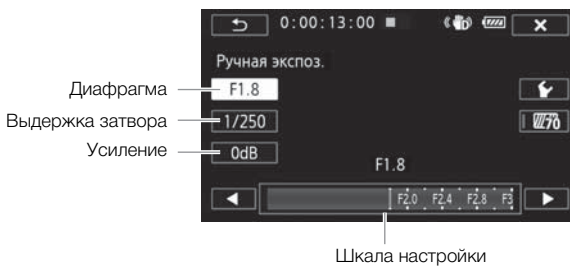 0:00:13:00
Ручная экспоз.
Диафрагма
F1.8
Выдержка затвора
1/250
70
Усиление
0dB
F1.8
F2.0 F2.4 F2.8 F3
Шкала настройки